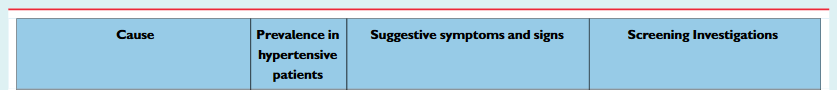 Cause
Prevalence in
hypertensive
patients
Suggestive symptoms and signs
Screening Investigations